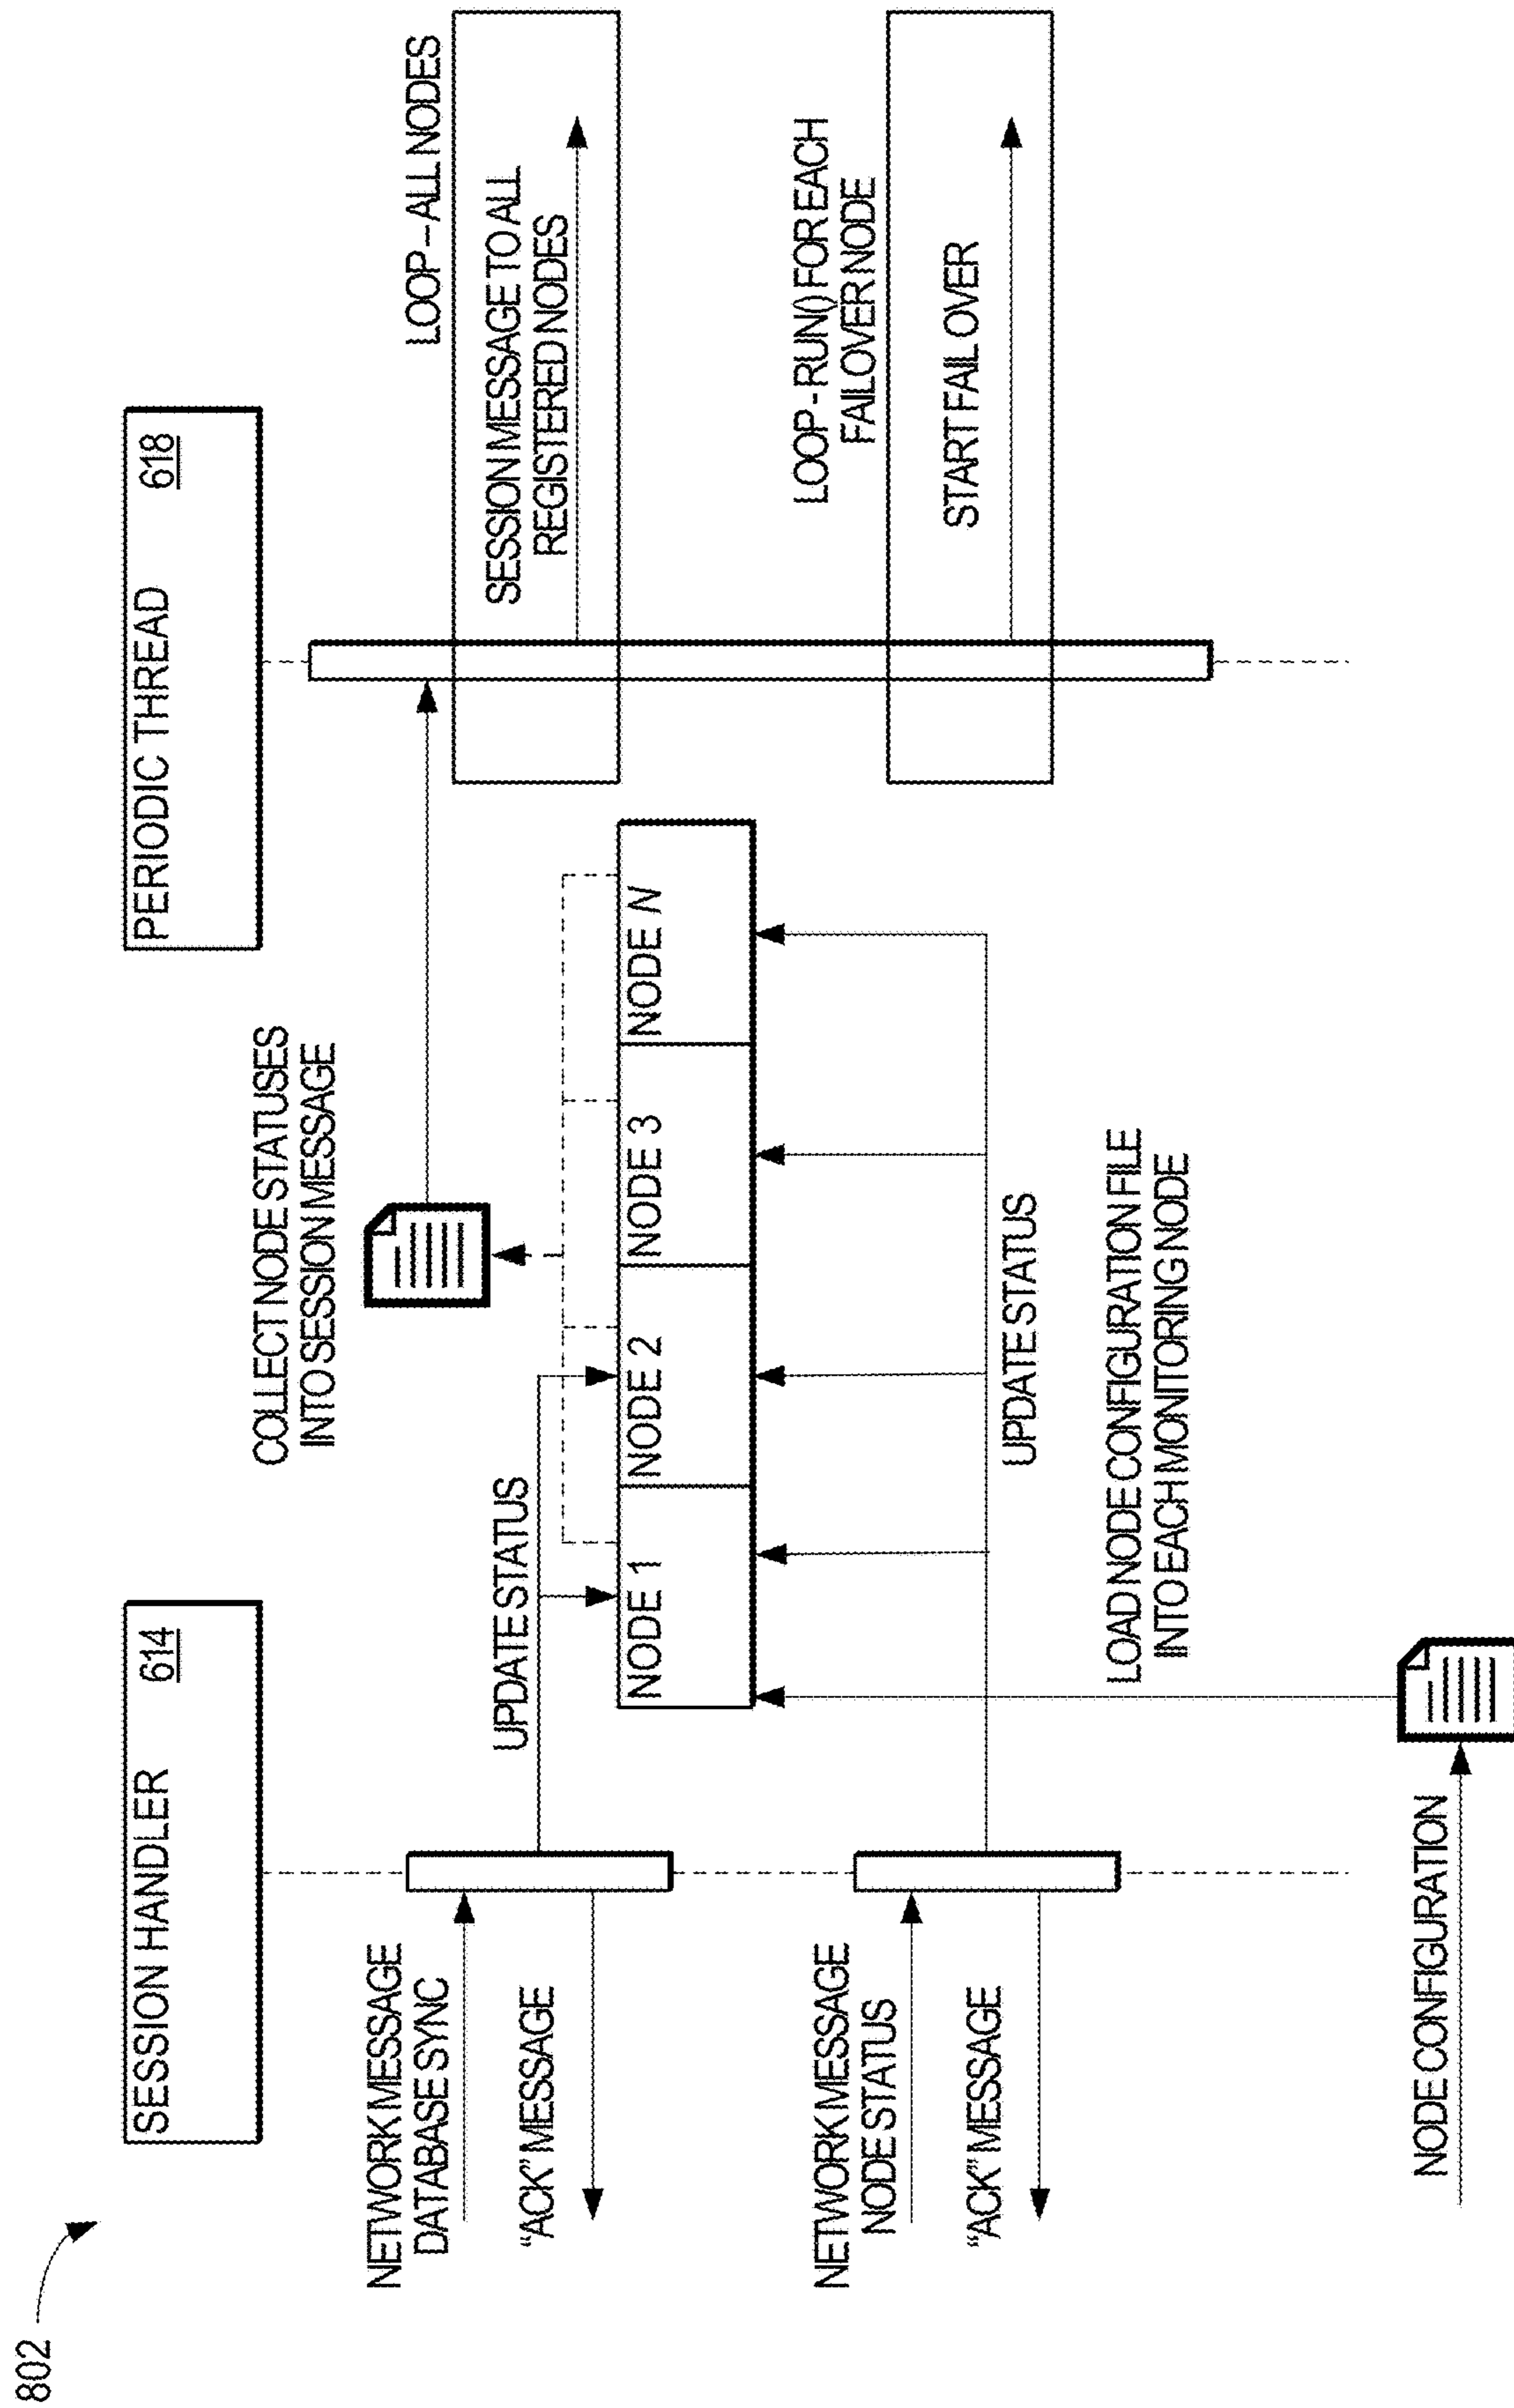 802
SESSION HANDLER 614
PERIODIC THREAD 618
NETWORK MESSAGE
DATABASE SYNC
"ACK" MESSAGE
UPDATE STATUS
COLLECT NODE STATUSES
INTO SESSION MESSAGE
LOOP – ALL NODES
SESSION MESSAGE TO ALL
REGISTERED NODES
NODE 1
NODE 2
NODE 3
NODE N
NETWORK MESSAGE
NODE STATUS
"ACK" MESSAGE
UPDATE STATUS
LOOP - RUN() FOR EACH
FAILOVER NODE
START FAIL OVER
LOAD NODE CONFIGURATION FILE
INTO EACH MONITORING NODE
NODE CONFIGURATION